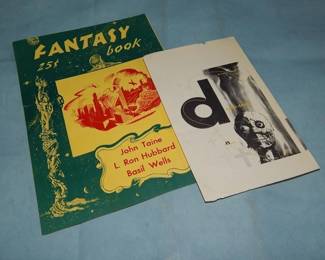 FANTASY
25¢ book
John Taine
L. Ron Hubbard
Basil Wells
d